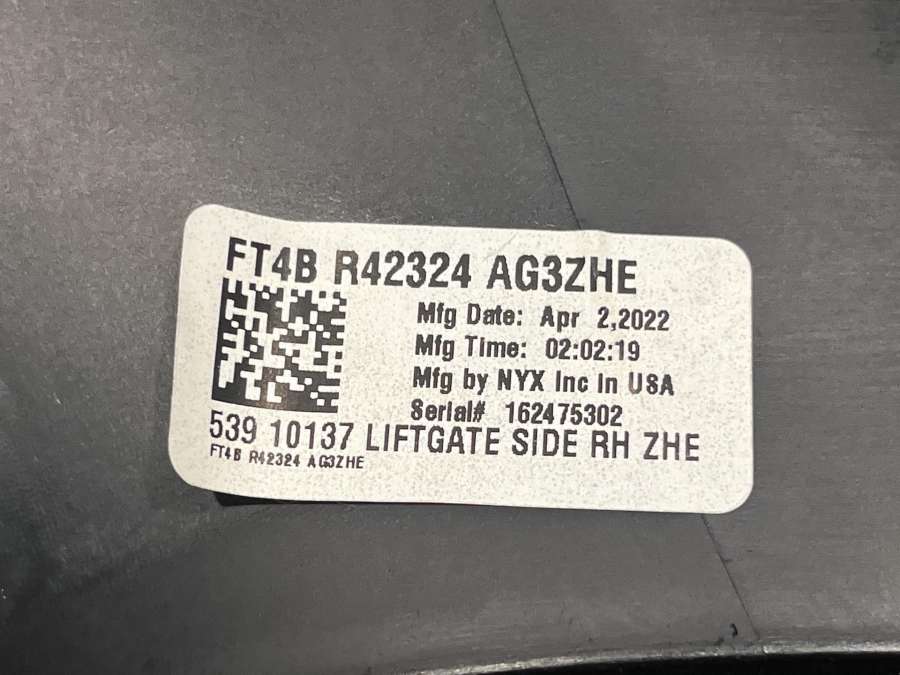 FT4B R42324 AG3ZHE
Mfg Date: Apr 2,2022
Mfg Time: 02:02:19
Mfg by NYX Inc in USA
Serial# 162475302
539 10137 LIFTGATE SIDE RH ZHE
FT4B R42324 AG3ZHE